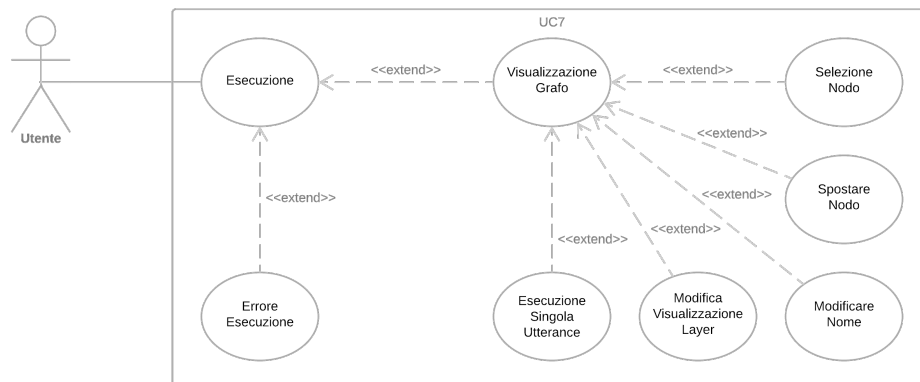 UC7
Esecuzione
<<extend>>
Visualizzazione
Grafo
<<extend>>
Selezione
Nodo
Utente
<<extend>>
Spostare
Nodo
<<extend>>
<<extend>>
<<extend>>
<<extend>>
Errore
Esecuzione
Esecuzione
Singola
Utterance
Modifica
Visualizzazione
Layer
Modificare
Nome